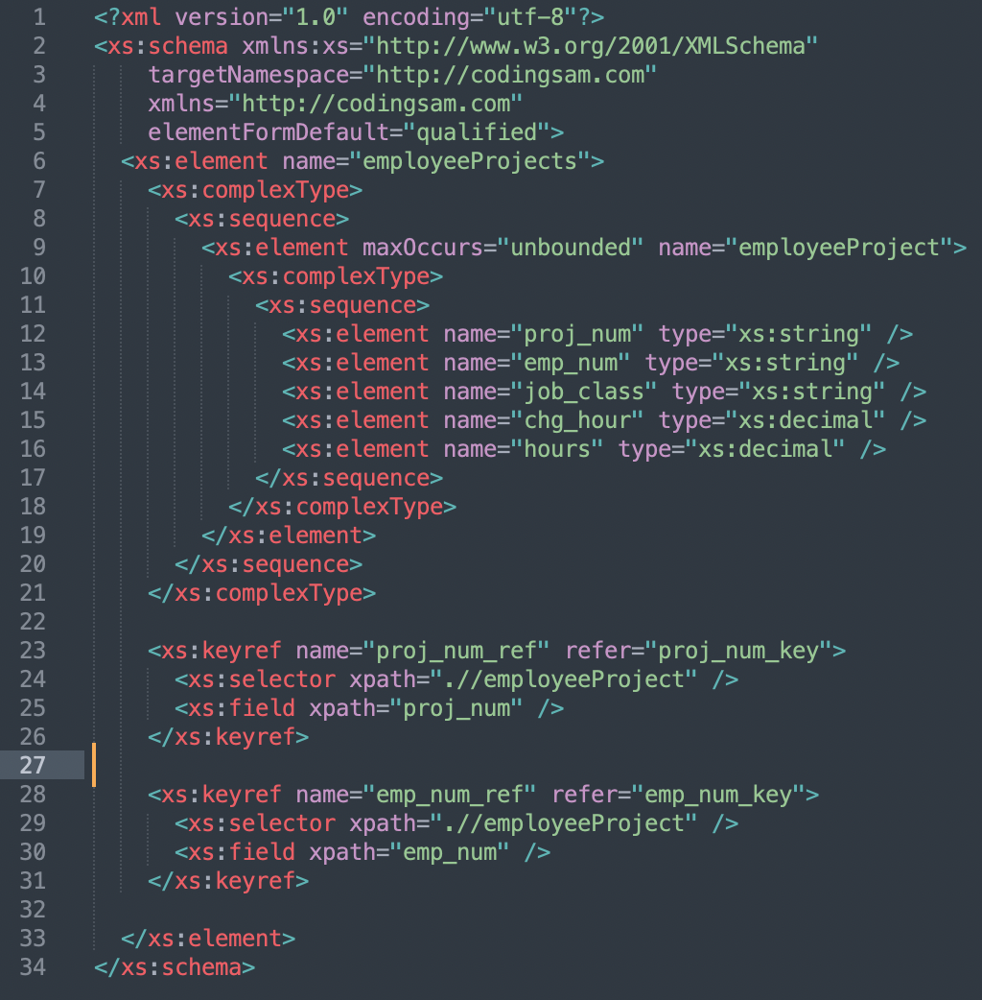 1 <?xml version="1.0" encoding="utf-8"?>
2 <xs:schema xmlns:xs="http://www.w3.org/2001/XMLSchema"
3     targetNamespace="http://codingsam.com"
4     xmlns="http://codingsam.com"
5     elementFormDefault="qualified">
6   <xs:element name="employeeProjects">
7     <xs:complexType>
8       <xs:sequence>
9         <xs:element maxOccurs="unbounded" name="employeeProject">
10           <xs:complexType>
11             <xs:sequence>
12               <xs:element name="proj_num" type="xs:string" />
13               <xs:element name="emp_num" type="xs:string" />
14               <xs:element name="job_class" type="xs:string" />
15               <xs:element name="chg_hour" type="xs:decimal" />
16               <xs:element name="hours" type="xs:decimal" />
17             </xs:sequence>
18           </xs:complexType>
19         </xs:element>
20       </xs:sequence>
21     </xs:complexType>
22
23     <xs:keyref name="proj_num_ref" refer="proj_num_key">
24       <xs:selector xpath=".//employeeProject" />
25       <xs:field xpath="proj_num" />
26     </xs:keyref>
27
28     <xs:keyref name="emp_num_ref" refer="emp_num_key">
29       <xs:selector xpath=".//employeeProject" />
30       <xs:field xpath="emp_num" />
31     </xs:keyref>
32
33   </xs:element>
34 </xs:schema>